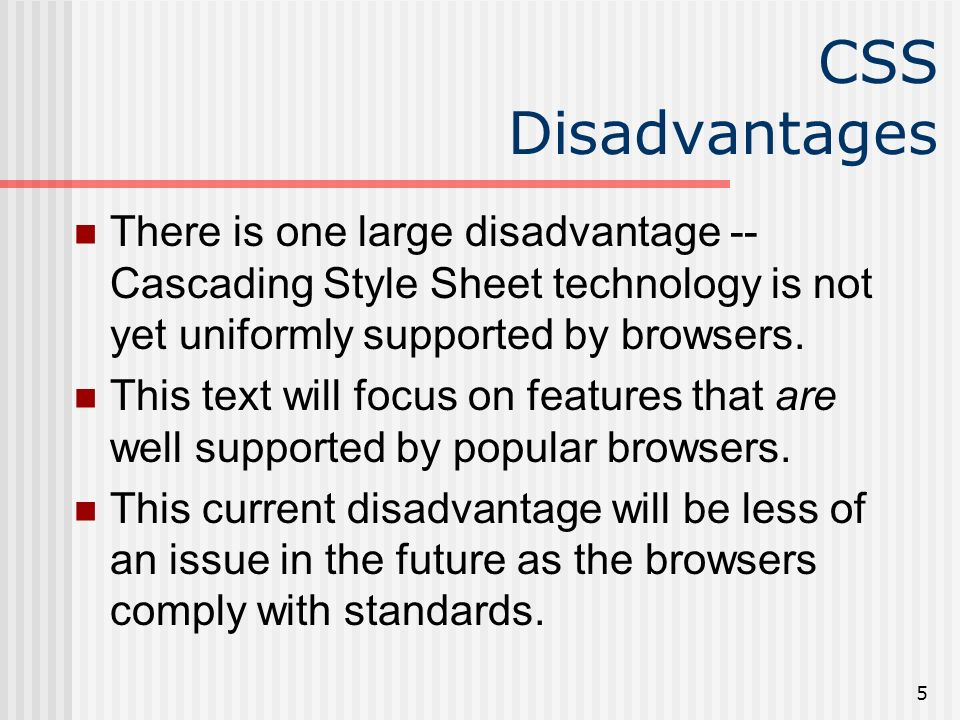 CSS
Disadvantages
There is one large disadvantage --
Cascading Style Sheet technology is not
yet uniformly supported by browsers.
This text will focus on features that are
well supported by popular browsers.
This current disadvantage will be less of
an issue in the future as the browsers
comply with standards.
5